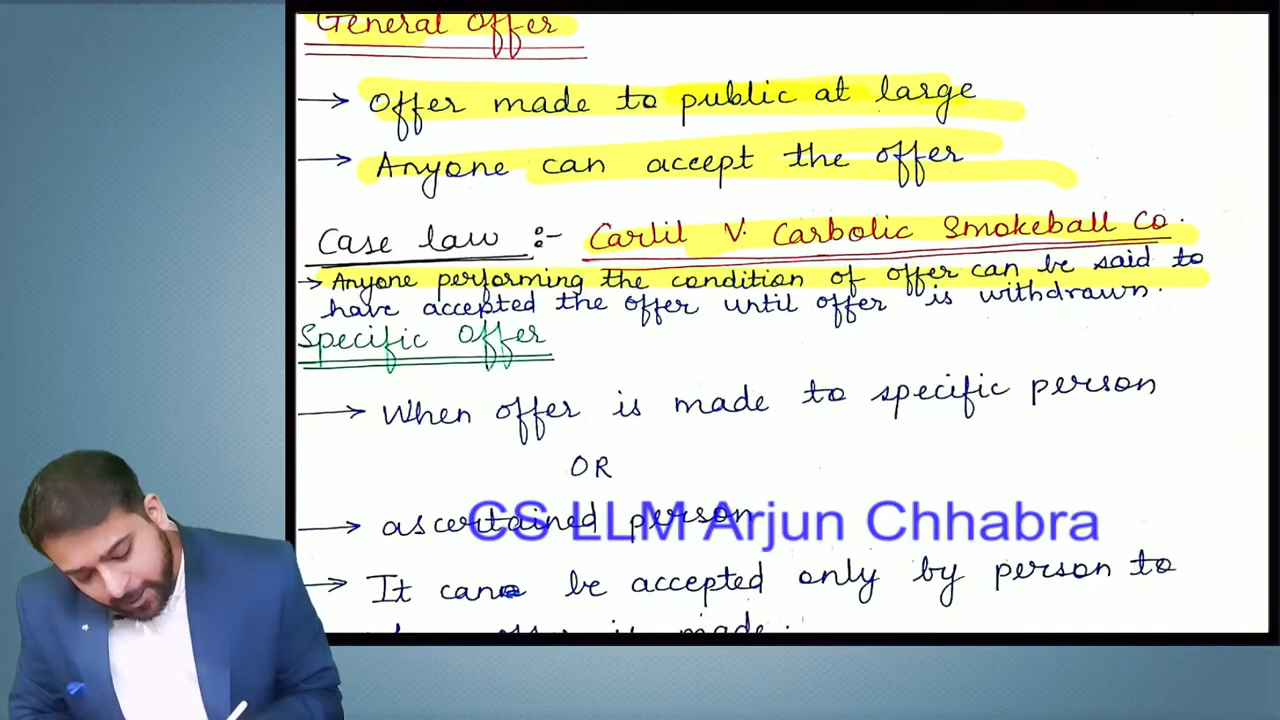 General Offer
→ Offer made to public at large
→ Anyone can accept the offer
Case law :- Carlil V. Carbolic Smokeball Co.
→ Anyone performing the condition of offer can be said to
have accepted the offer until offer is withdrawn.
Specific Offer
→ When offer is made to specific person
OR
→ ascertained person
CS LLM Arjun Chhabra
→ It can be accepted only by person to
offer is made.